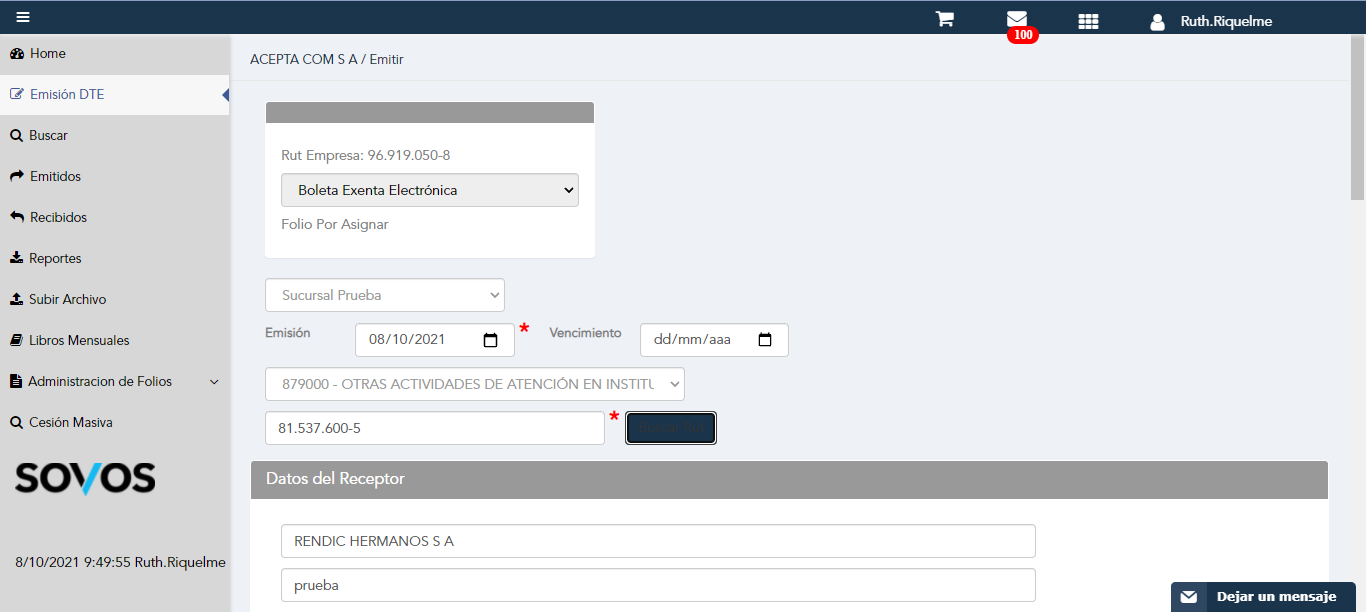 Ruth.Riquelme
100
Home
ACEPTA COM S A / Emitir
Emisión DTE
Buscar
Emitidos
Recibidos
Reportes
Subir Archivo
Libros Mensuales
Administracion de Folios
Cesión Masiva
SOVOS
8/10/2021 9:49:55 Ruth.Riquelme
Rut Empresa: 96.919.050-8
Boleta Exenta Electrónica
Folio Por Asignar
Sucursal Prueba
Emisión 08/10/2021 * Vencimiento dd/mm/aaa
879000 - OTRAS ACTIVIDADES DE ATENCIÓN EN INSTITU
81.537.600-5 *
Datos del Receptor
RENDIC HERMANOS S A
prueba
Dejar un mensaje